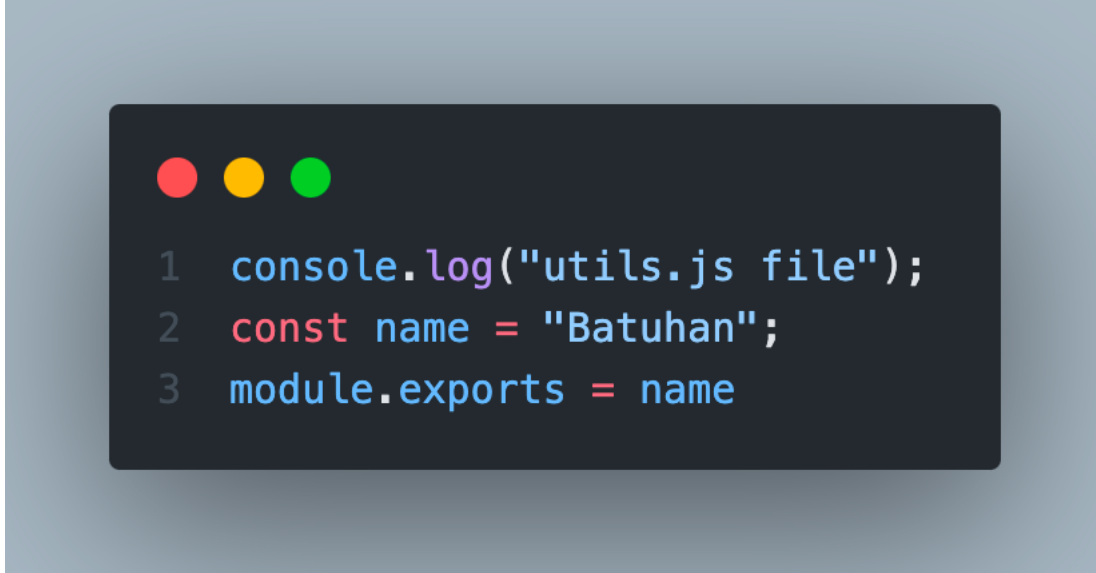 1 console.log("utils.js file");
2 const name = "Batuhan";
3 module.exports = name